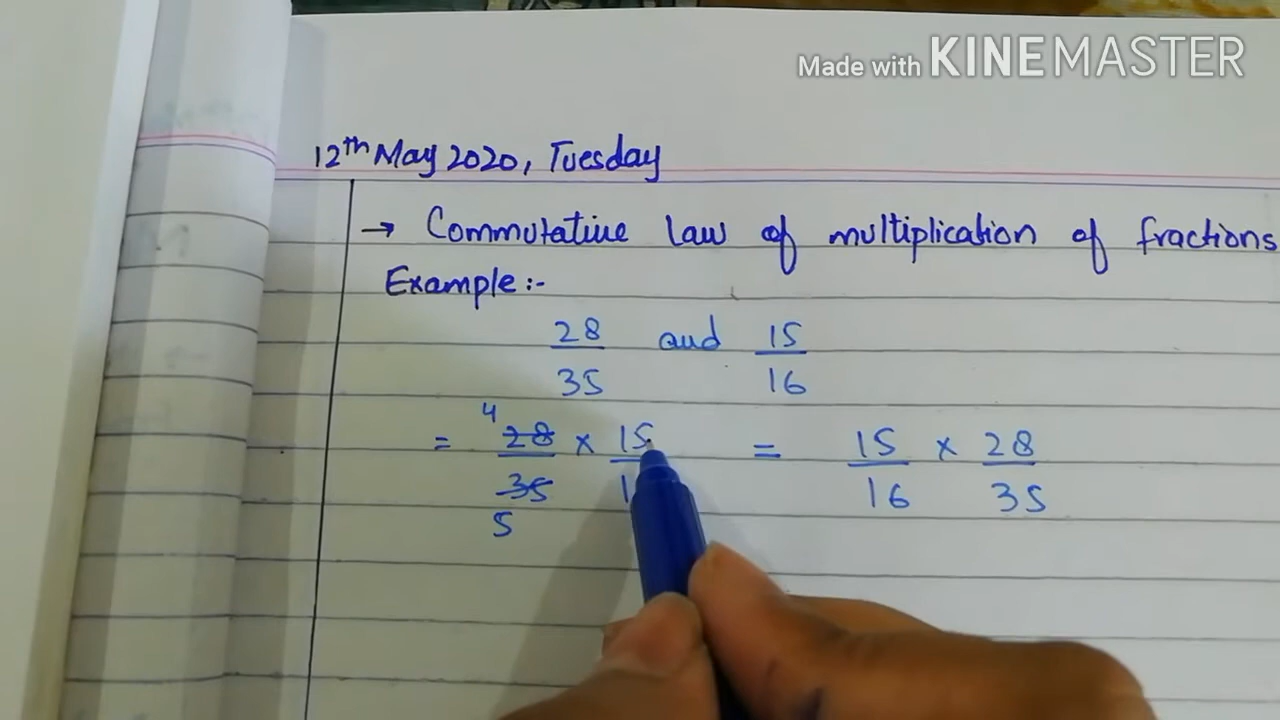 Made with KINEMASTER
12th May 2020, Tuesday
→ Commutative law of multiplication of fractions
Example :-
28 and 15
35 16
4
= 28 × 15 = 15 × 28
35 1 16 35
5